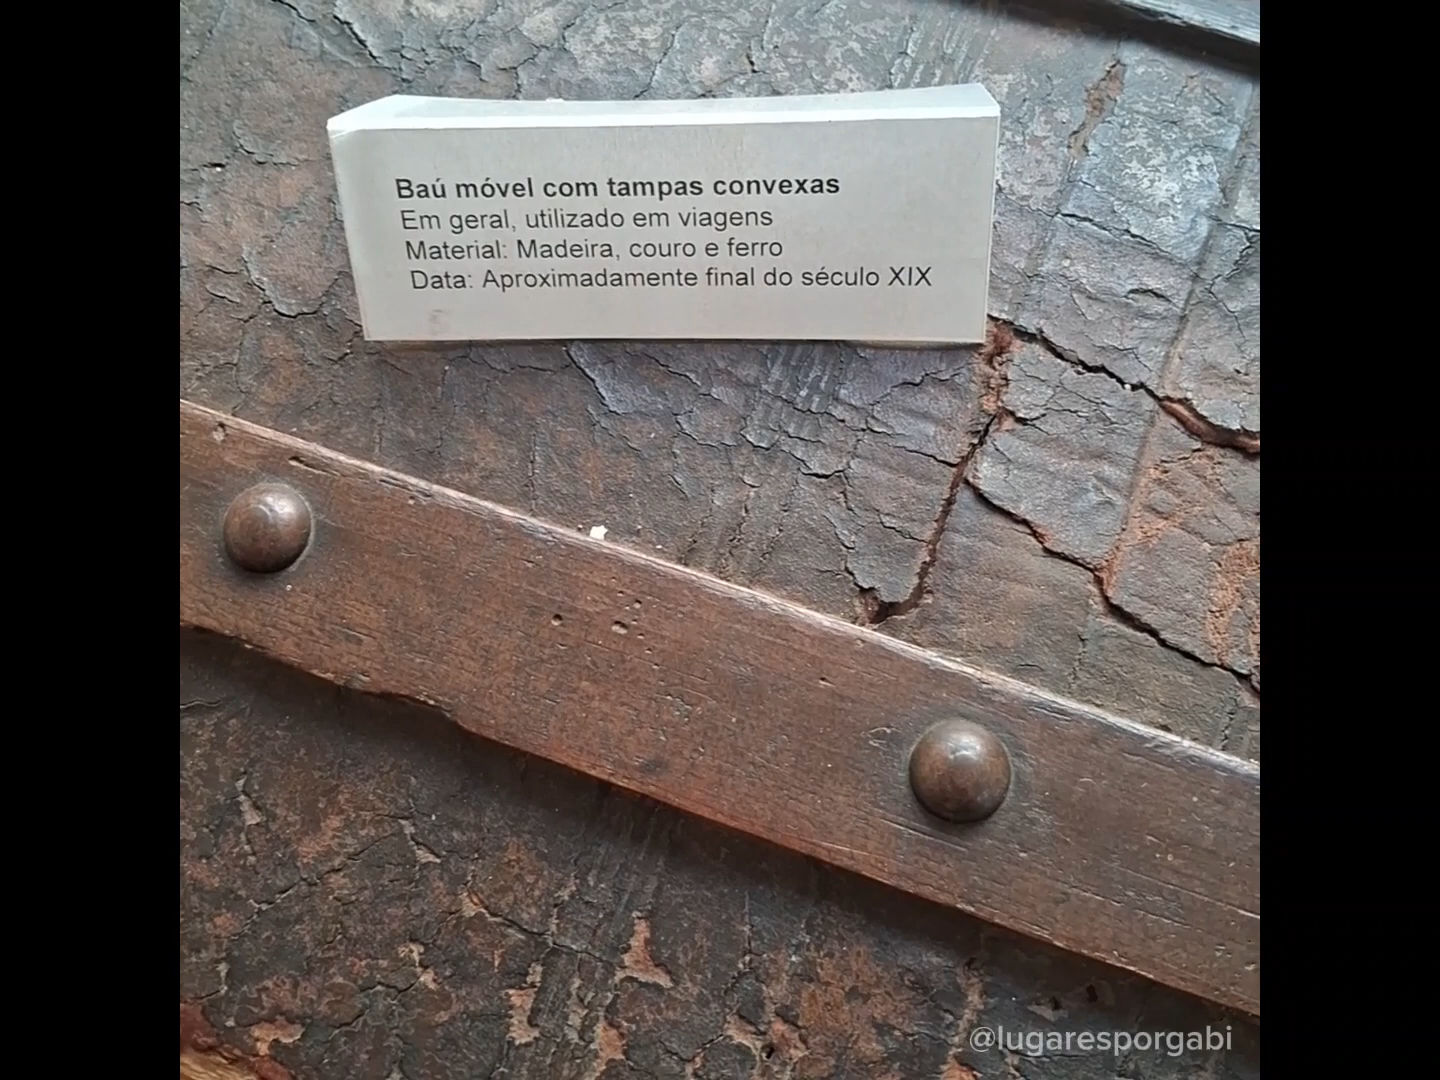 Baú móvel com tampas convexas
Em geral, utilizado em viagens
Material: Madeira, couro e ferro
Data: Aproximadamente final do século XIX
@lugaresporgabi